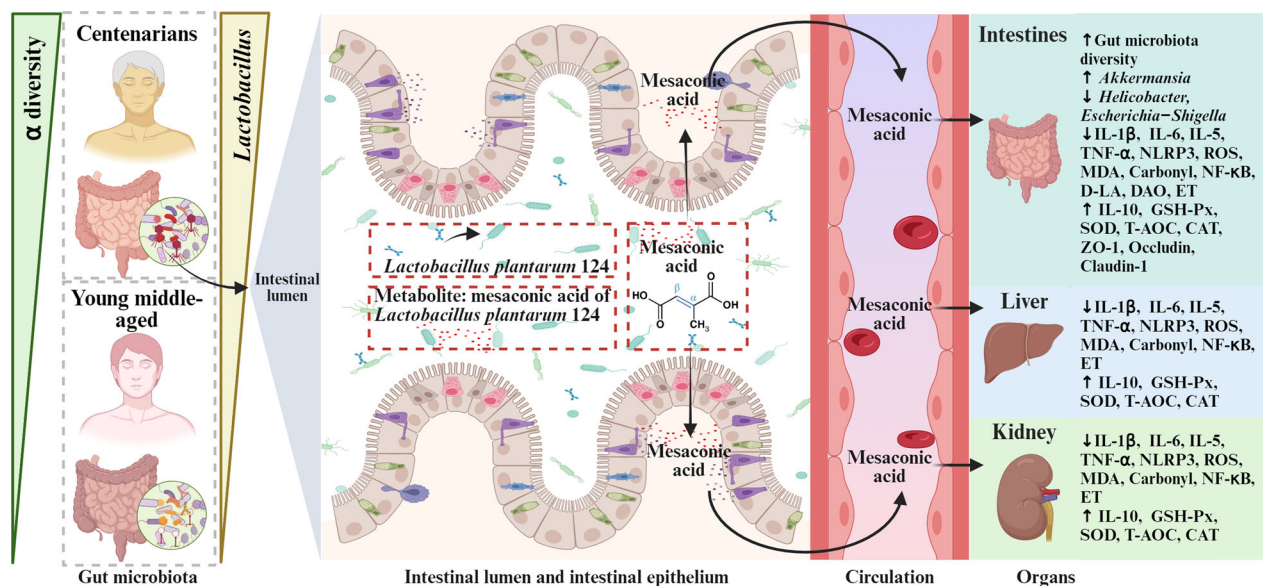 α diversity
Centenarians
Young middle-
aged
Lactobacillus
Intestinal
lumen
Gut microbiota
Mesaconic
acid
Lactobacillus plantarum 124
Metabolite: mesaconic acid of
Lactobacillus plantarum 124
Mesaconic
acid
HO
β
O
α
O
OH
CH₃
Mesaconic
acid
Intestinal lumen and intestinal epithelium
Mesaconic
acid
Mesaconic
acid
Mesaconic
acid
Circulation
Intestines
↑Gut microbiota
diversity
↑ Akkermansia
↓ Helicobacter,
Escherichia−Shigella
↓IL-1β, IL-6, IL-5,
TNF-α, NLRP3, ROS,
MDA, Carbonyl, NF-κB,
D-LA, DAO, ET
↑ IL-10, GSH-Px,
SOD, T-AOC, CAT,
ZO-1, Occludin,
Claudin-1
Liver
↓IL-1β, IL-6, IL-5,
TNF-α, NLRP3, ROS,
MDA, Carbonyl, NF-κB,
ET
↑ IL-10, GSH-Px,
SOD, T-AOC, CAT
Kidney
↓IL-1β, IL-6, IL-5,
TNF-α, NLRP3, ROS,
MDA, Carbonyl, NF-κB,
ET
↑ IL-10, GSH-Px,
SOD, T-AOC, CAT
Organs